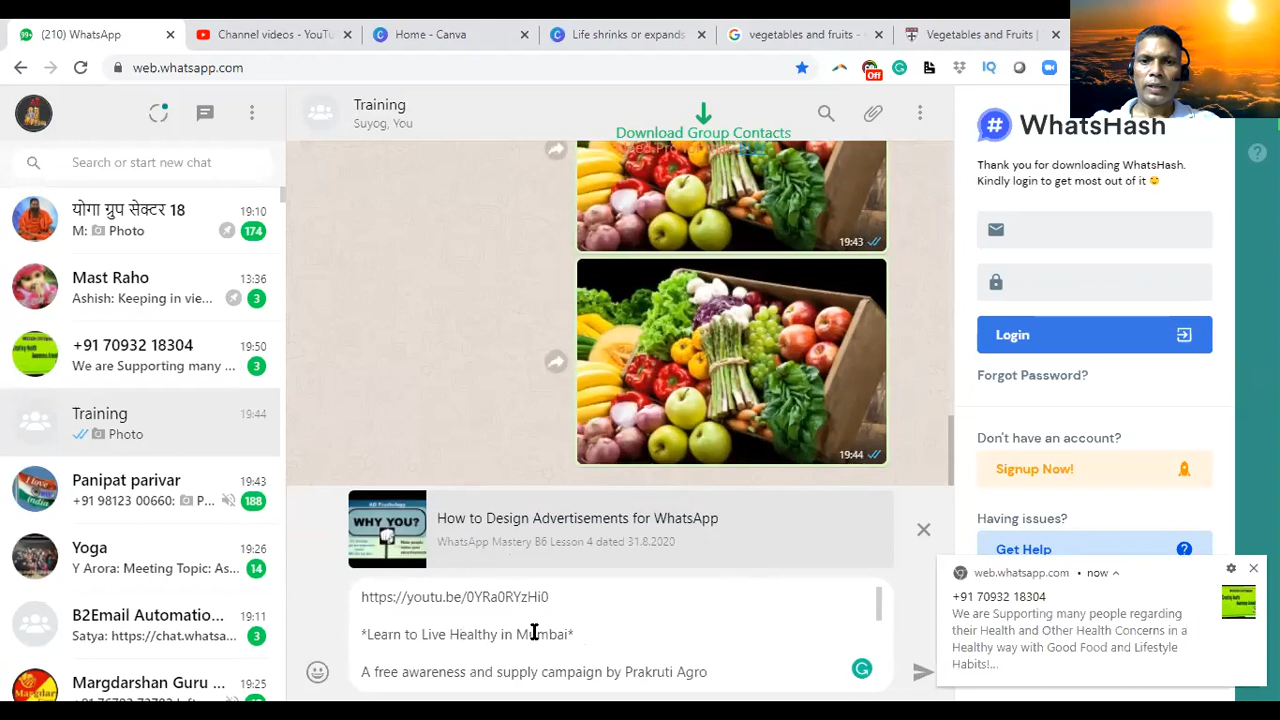 (210) WhatsApp
Channel videos - YouTu
Home - Canva
Life shrinks or expands
vegetables and fruits -
Vegetables and Fruits |
web.whatsapp.com
Off
Training
Suyog, You
Download Group Contacts
WhatsHash
Thank you for downloading WhatsHash.
Kindly login to get most out of it
Search or start new chat
योगा ग्रुप सेक्टर 18
19:10
M: Photo
174
Mast Raho
13:36
Ashish: Keeping in vie...
3
+91 70932 18304
19:50
We are Supporting many ...
3
Training
19:44
Photo
Panipat parivar
19:43
+91 98123 00660: P...
188
Yoga
19:26
Y Arora: Meeting Topic: As...
14
B2Email Automatio...
19:11
Satya: https://chat.whatsa...
3
Margdarshan Guru ...
19:25
19:43
19:44
WHY YOU?
How to Design Advertisements for WhatsApp
WhatsApp Mastery B6 Lesson 4 dated 31.8.2020
https://youtu.be/0YRa0RYzHi0
*Learn to Live Healthy in Mumbai*
A free awareness and supply campaign by Prakruti Agro
Login
Forgot Password?
Don't have an account?
Signup Now!
Having issues?
Get Help
web.whatsapp.com • now
+91 70932 18304
We are Supporting many people regarding
their Health and Other Health Concerns in a
Healthy way with Good Food and Lifestyle
Habits!...